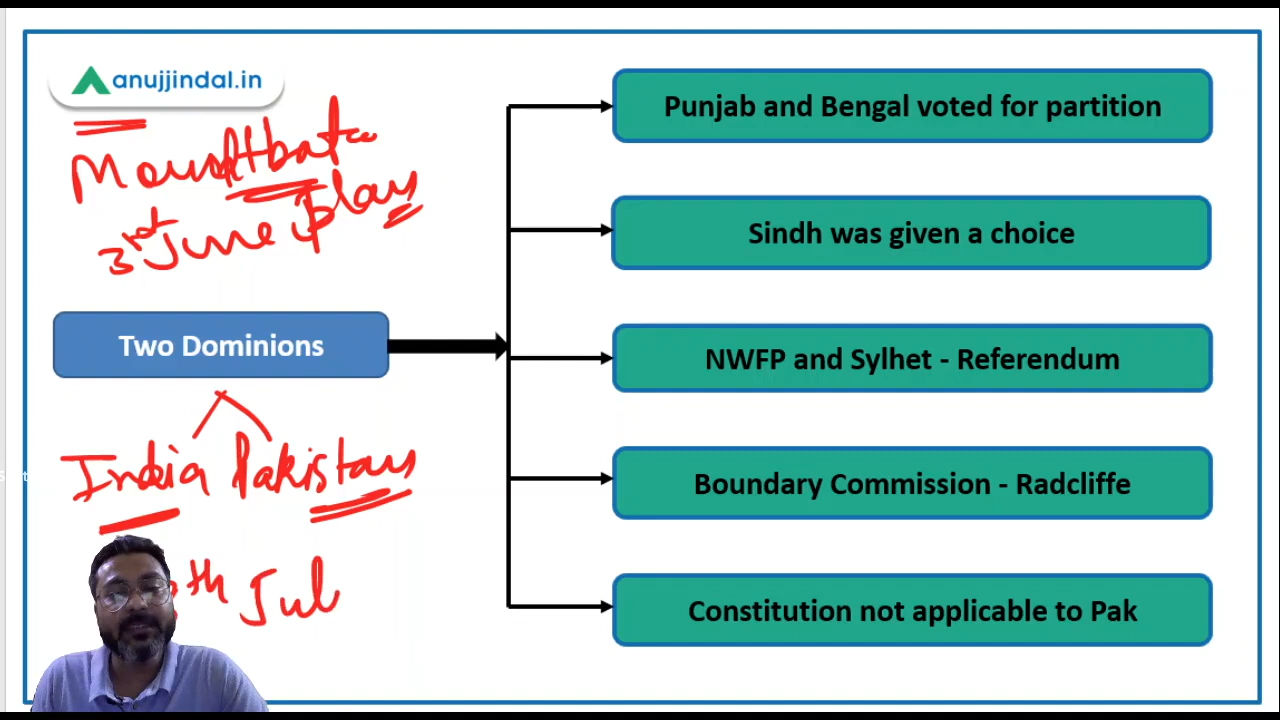 anujjindal.in
Mountbatten
3rd June plan
Two Dominions
India Pakistan
th Jul
Punjab and Bengal voted for partition
Sindh was given a choice
NWFP and Sylhet - Referendum
Boundary Commission - Radcliffe
Constitution not applicable to Pak